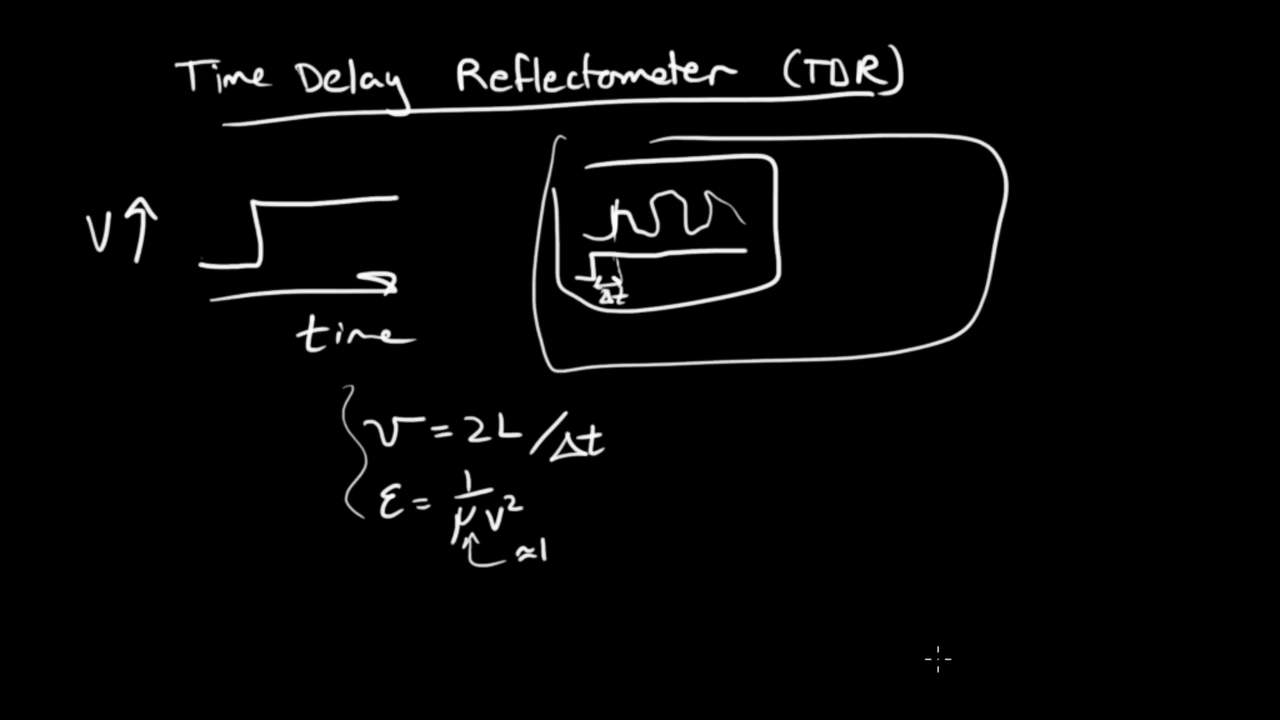 Time Delay Reflectometer (TDR)
V↑
Δt
time
v = 2L/Δt
ε = 1/μv²
≈1